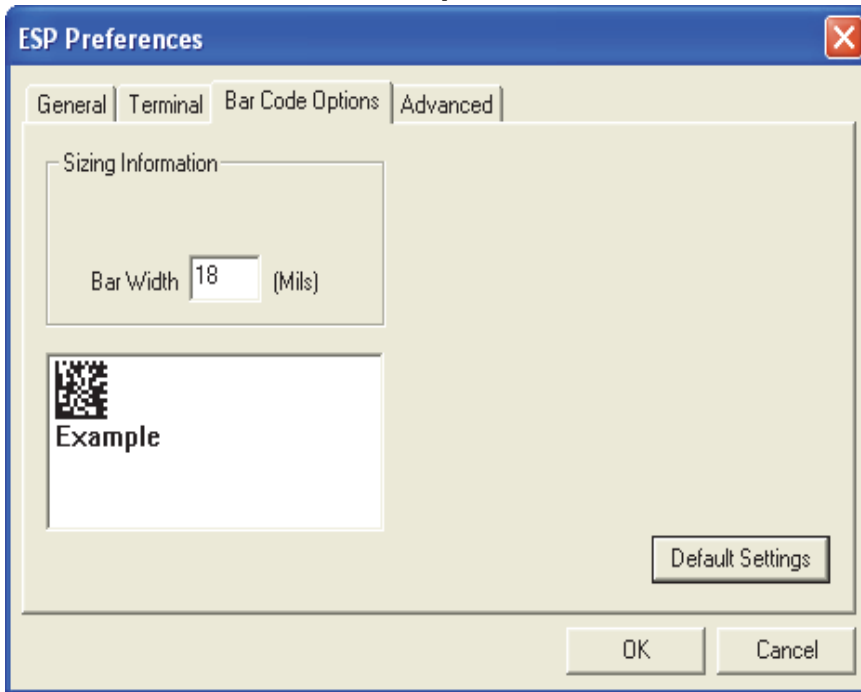 ESP Preferences
General Terminal Bar Code Options Advanced
Sizing Information
Bar Width 18 (Mils)
Example
Default Settings
OK Cancel